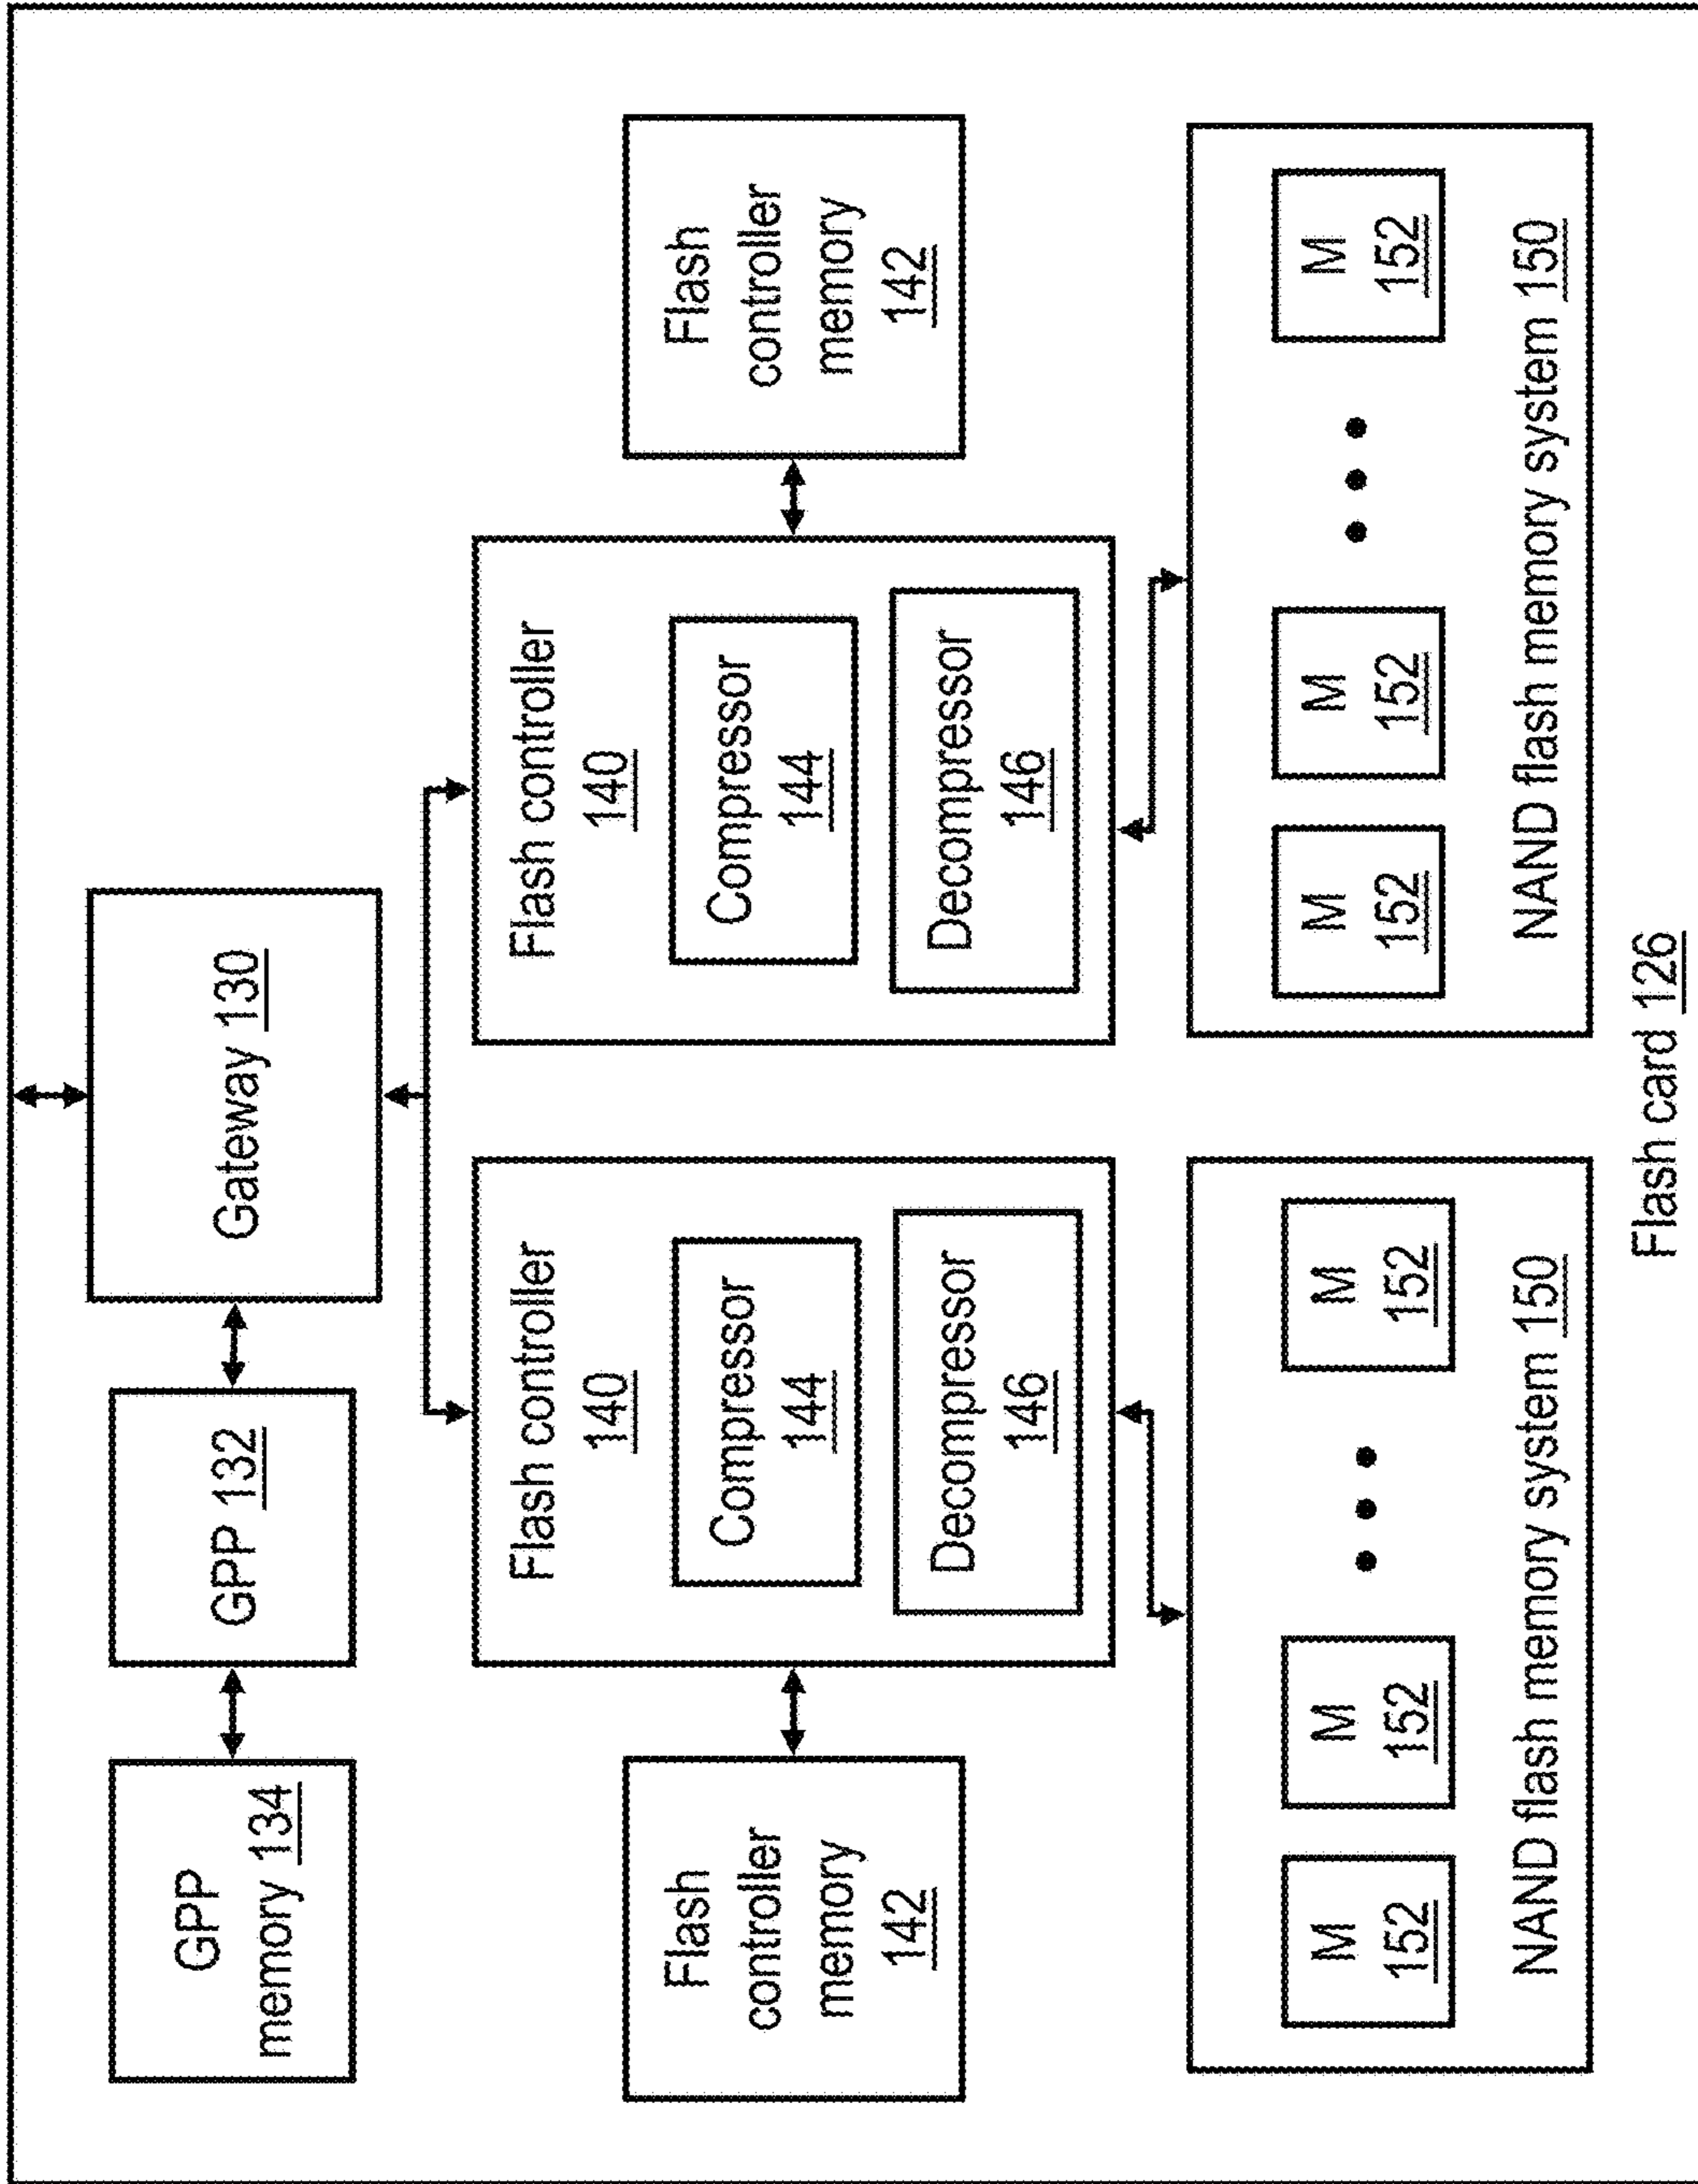 GPP
memory 134
GPP 132
Gateway 130
Flash
controller
memory
142
Flash controller
140
Compressor
144
Decompressor
146
Flash controller
140
Compressor
144
Decompressor
146
Flash
controller
memory
142
M
152
M
152
M
152
NAND flash memory system 150
M
152
M
152
M
152
NAND flash memory system 150
Flash card 126